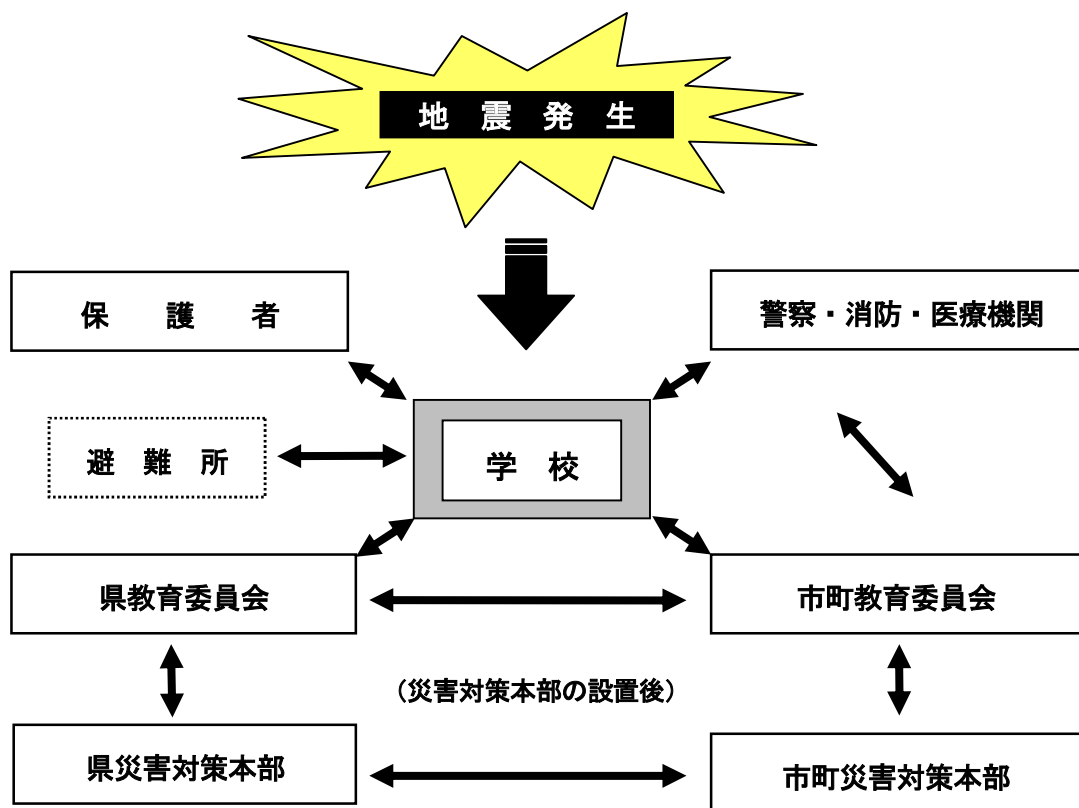 地 震 発 生
保 護 者
警察・消防・医療機関
避 難 所
学 校
県教育委員会
市町教育委員会
（災害対策本部の設置後）
県災害対策本部
市町災害対策本部